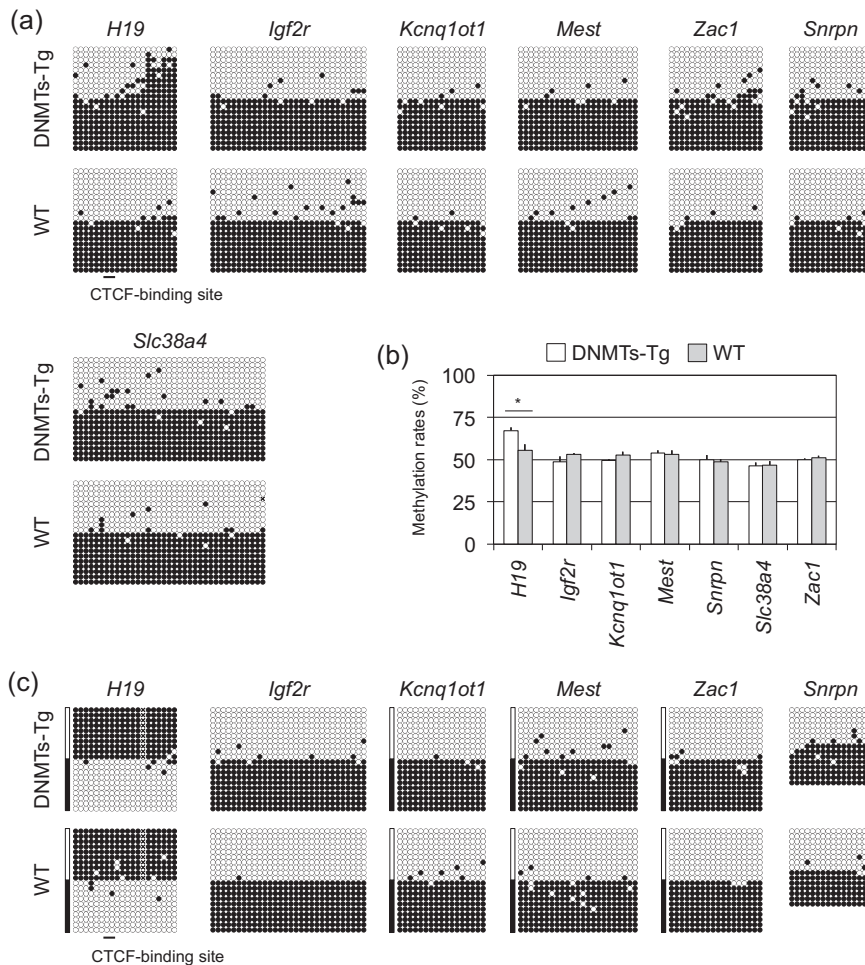 (a)
H19 Igf2r Kcnq1ot1 Mest Zac1 Snrpn
DNMTs-Tg
WT
CTCF-binding site
Slc38a4
DNMTs-Tg
WT
(b)
DNMTs-Tg WT
Methylation rates (%)
100
75
50
25
0
*
H19 Igf2r Kcnq1ot1 Mest Snrpn Slc38a4 Zac1
(c)
H19 Igf2r Kcnq1ot1 Mest Zac1 Snrpn
DNMTs-Tg
WT
CTCF-binding site